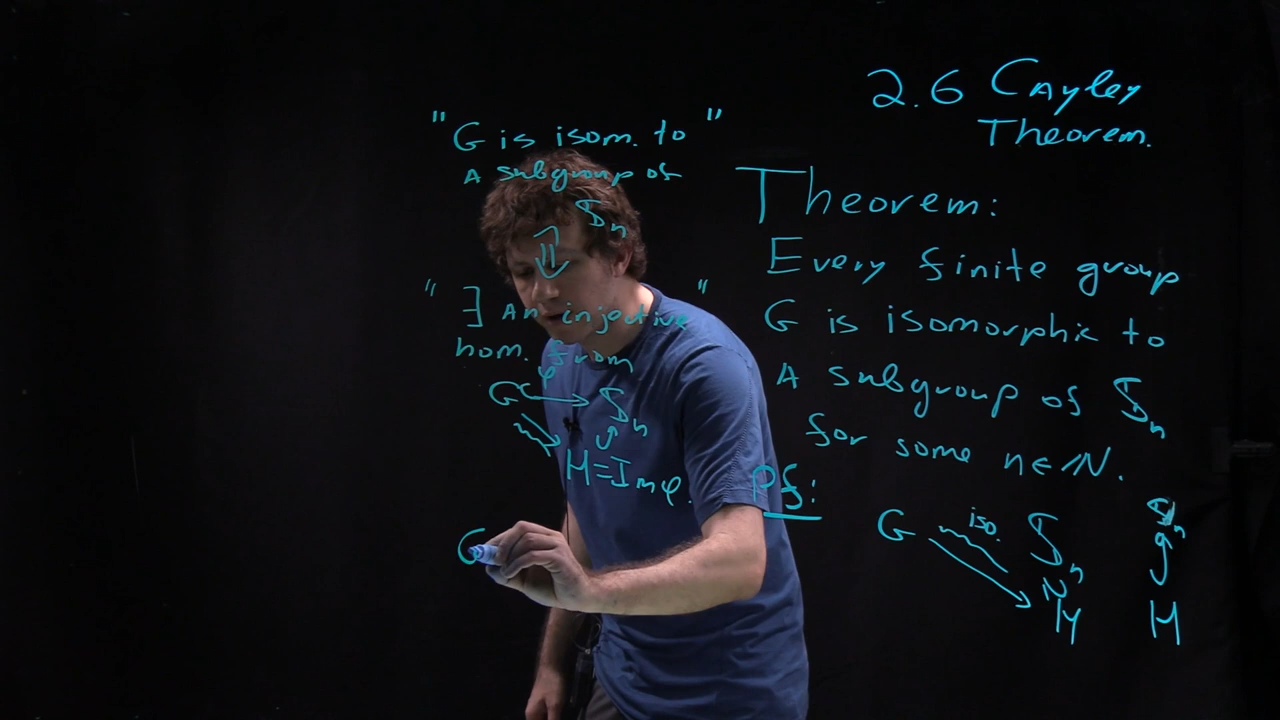 2.6 Cayley
Theorem.
Theorem:
Every finite group
G is isomorphic to
A subgroup of 𝕊n
for some n ∈ ℕ.
Pf:
G iso. 𝕊n
H
𝕊n
H
"G is isom. to
A subgroup of
𝕊n"
⇓
"∃ An injective
hom. from"
G φ 𝕊n
H = Im φ.
G